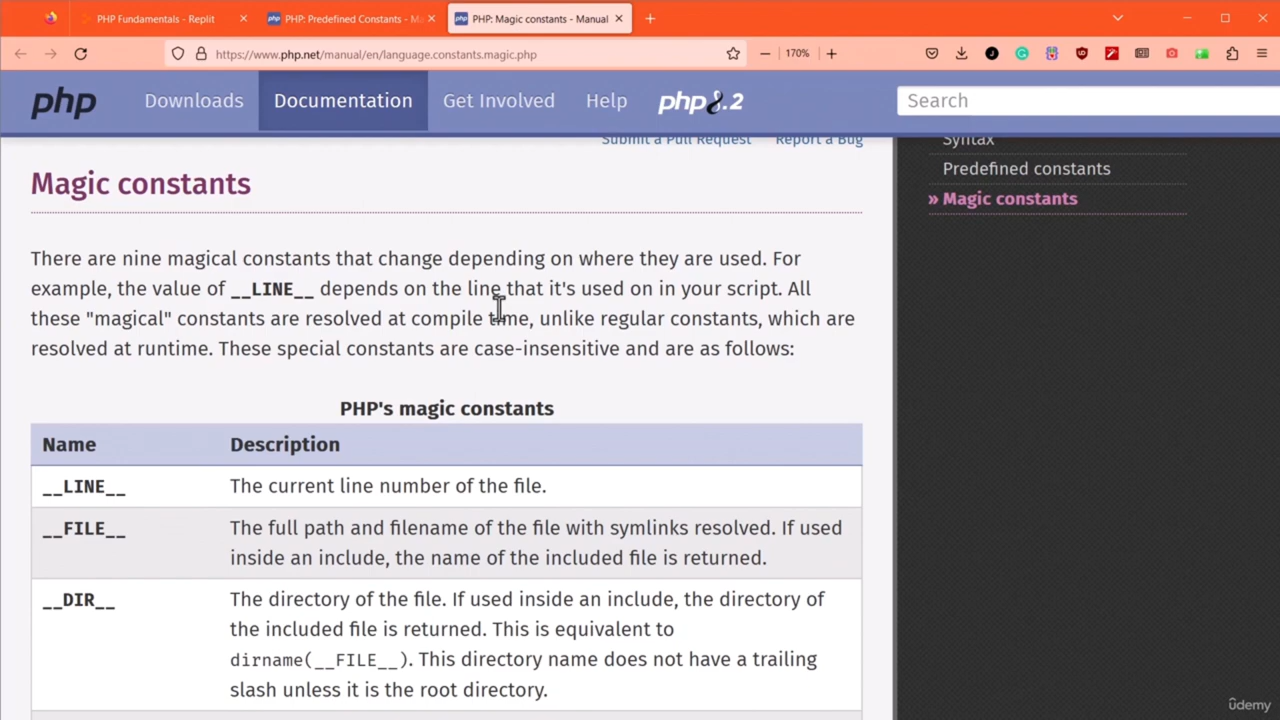 PHP Fundamentals - Replit
PHP: Predefined Constants - Ma
PHP: Magic constants - Manual
https://www.php.net/manual/en/language.constants.magic.php
170%
php
Downloads
Documentation
Get Involved
Help
php8.2
Search
Submit a Pull Request
Report a Bug
Syntax
Predefined constants
» Magic constants
Magic constants
There are nine magical constants that change depending on where they are used. For
example, the value of __LINE__ depends on the line that it's used on in your script. All
these "magical" constants are resolved at compile time, unlike regular constants, which are
resolved at runtime. These special constants are case-insensitive and are as follows:
PHP's magic constants
Name Description
__LINE__ The current line number of the file.
__FILE__ The full path and filename of the file with symlinks resolved. If used
inside an include, the name of the included file is returned.
__DIR__ The directory of the file. If used inside an include, the directory of
the included file is returned. This is equivalent to
dirname(__FILE__). This directory name does not have a trailing
slash unless it is the root directory.
ûdemy